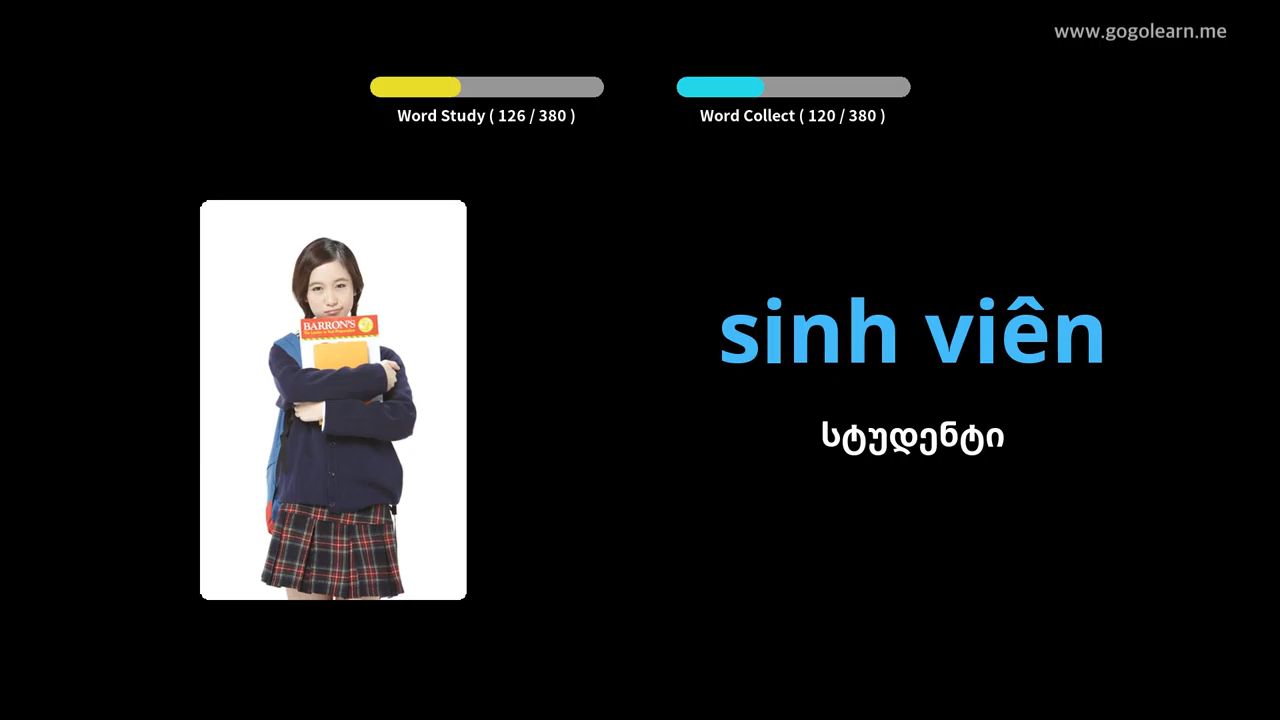 www.gogolearn.me
Word Study ( 126 / 380 )
Word Collect ( 120 / 380 )
BARRON'S
sinh viên
სტუდენტი